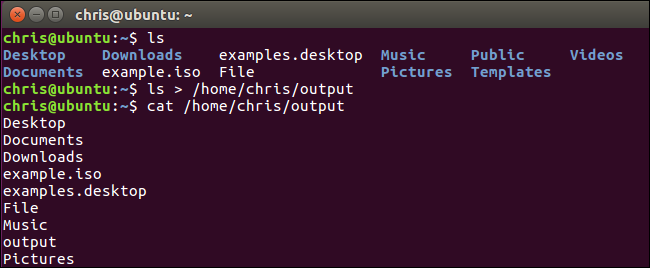 chris@ubuntu: ~
chris@ubuntu:~$ ls
Desktop Downloads examples.desktop Music Public Videos
Documents example.iso File Pictures Templates
chris@ubuntu:~$ ls > /home/chris/output
chris@ubuntu:~$ cat /home/chris/output
Desktop
Documents
Downloads
example.iso
examples.desktop
File
Music
output
Pictures